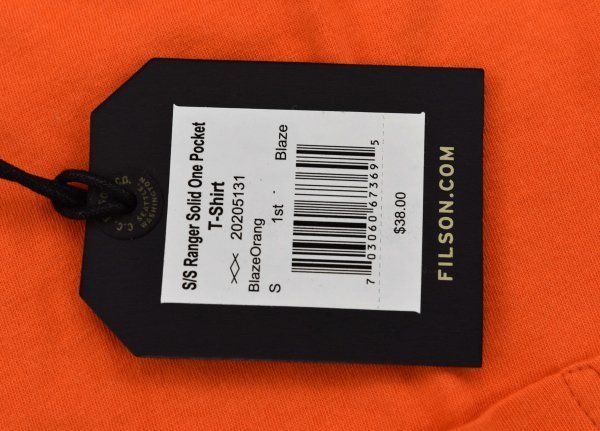 S/S Ranger Solid One Pocket
T-Shirt
20205131
BlazeOrang Blaze
S 1st
7 03060 67369 5
$38.00
FILSON.COM